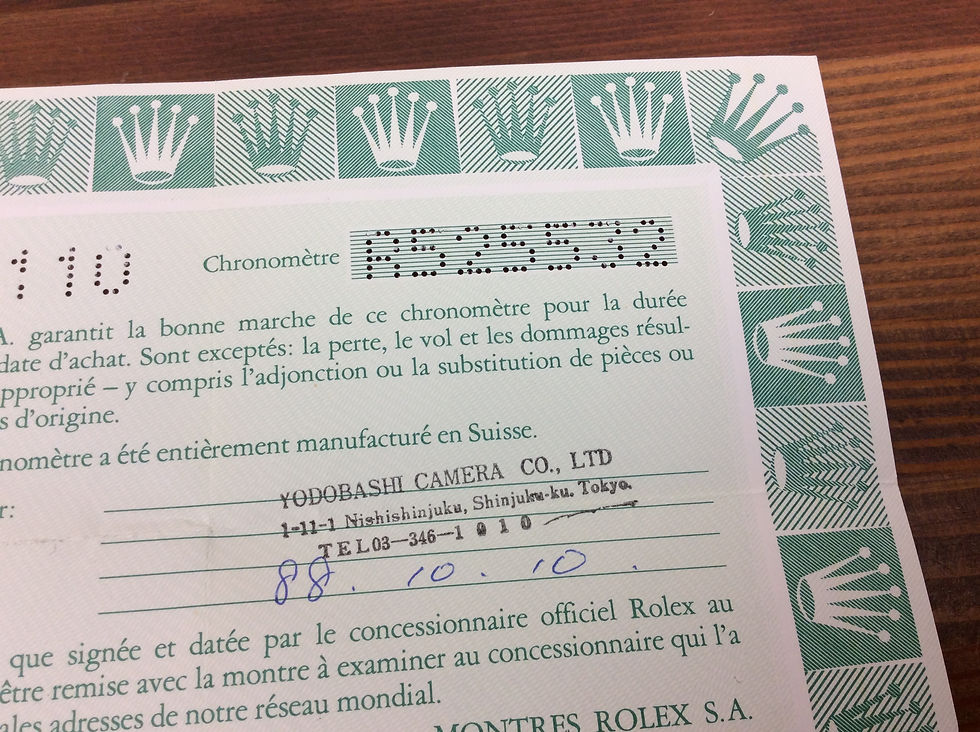 110 Chronomètre R525532
A. garantit la bonne marche de ce chronomètre pour la durée
date d'achat. Sont exceptés: la perte, le vol et les dommages résul-
pproprié – y compris l'adjonction ou la substitution de pièces ou
s d'origine.
nomètre a été entièrement manufacturé en Suisse.
YODOBASHI CAMERA CO., LTD
r:
1-11-1 Nishishinjuku, Shinjuku-ku. Tokyo.
TEL03-346-1010
88. 10. 10.
que signée et datée par le concessionnaire officiel Rolex au
être remise avec la montre à examiner au concessionnaire qui l'a
ales adresses de notre réseau mondial.
MONTRES ROLEX S.A.